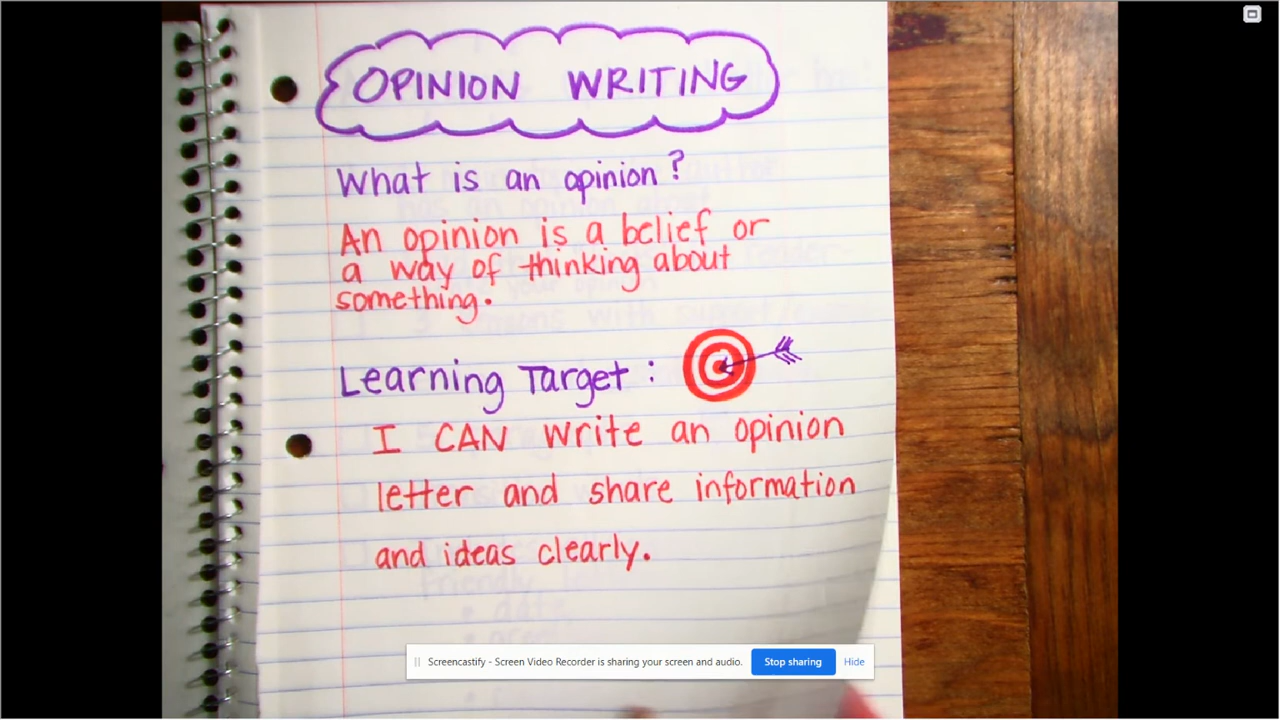 OPINION WRITING
What is an opinion?
An opinion is a belief or
a way of thinking about
something.
Learning Target:
I CAN write an opinion
letter and share information
and ideas clearly.
Screencastify - Screen Video Recorder is sharing your screen and audio.
Stop sharing
Hide